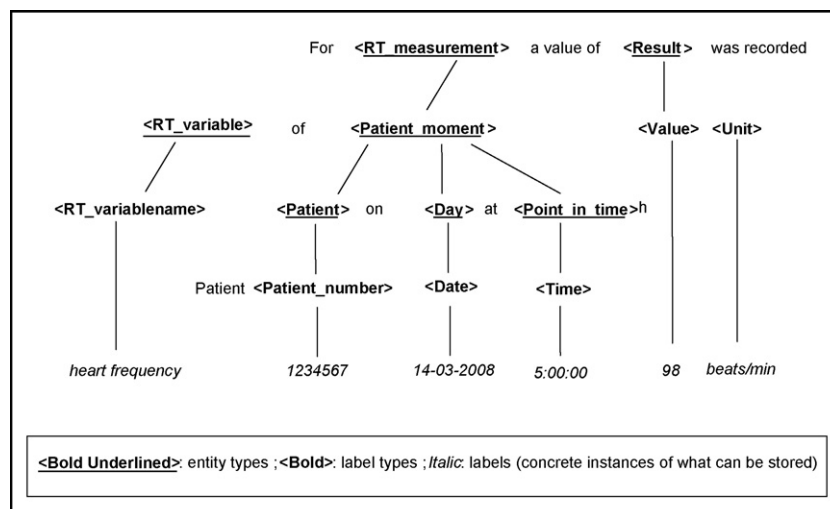 For <RT_measurement> a value of <Result> was recorded
<RT_variable> of <Patient_moment> <Value> <Unit>
<RT_variablename> <Patient> on <Day> at <Point_in_time>h
Patient <Patient_number> <Date> <Time>
heart frequency 1234567 14-03-2008 5:00:00 98 beats/min
<Bold Underlined>: entity types ; <Bold>: label types ; Italic: labels (concrete instances of what can be stored)